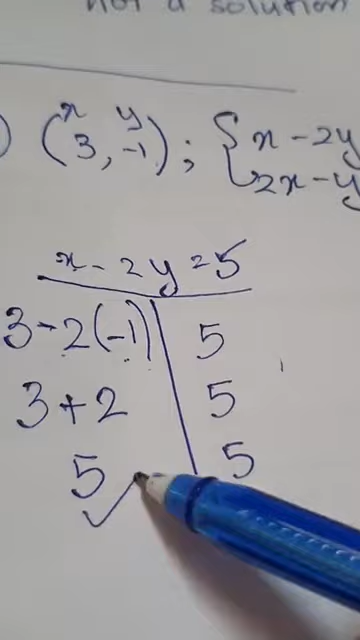 not a solution
) (3, -1) ; { x - 2y
x y
2x - y
x - 2y = 5
3 - 2(-1) | 5
3 + 2 | 5
5 ✓ 5